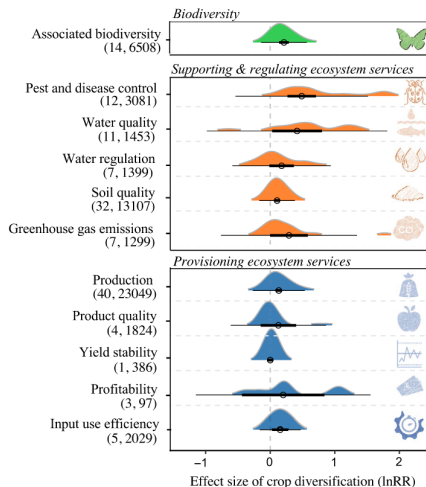 Biodiversity
Associated biodiversity
(14, 6508)
Supporting & regulating ecosystem services
Pest and disease control
(12, 3081)
Water quality
(11, 1453)
Water regulation
(7, 1399)
Soil quality
(32, 13107)
Greenhouse gas emissions
(7, 1299)
Provisioning ecosystem services
Production
(40, 23049)
Product quality
(4, 1824)
Yield stability
(1, 386)
Profitability
(3, 97)
Input use efficiency
(5, 2029)
−1 0 1 2
Effect size of crop diversification (lnRR)